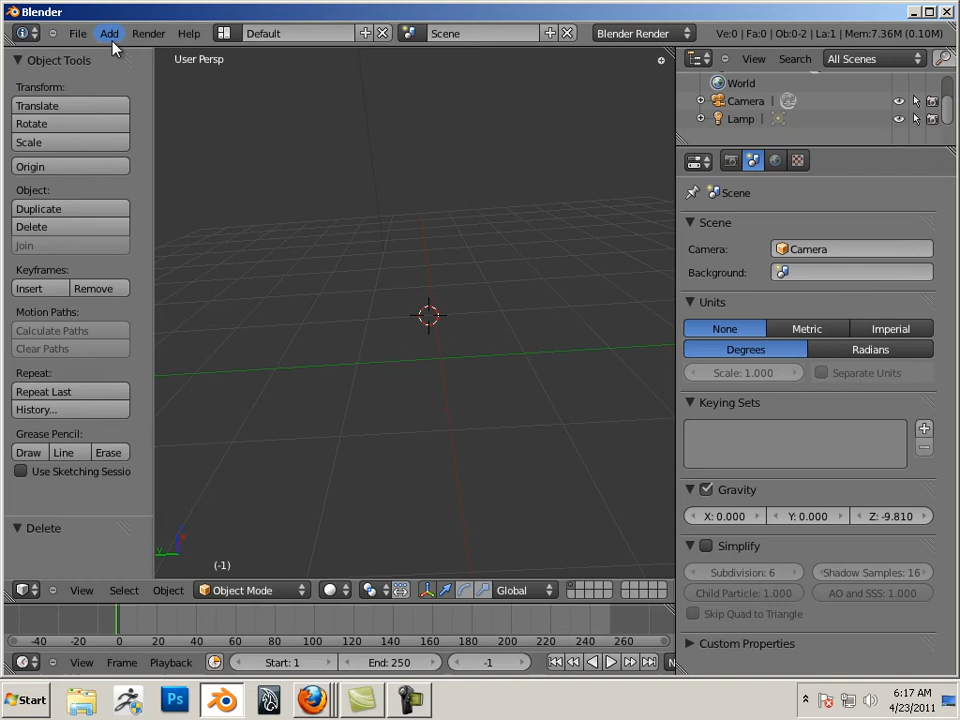 Blender
File Add Render Help Default Scene Blender Render Ve:0 | Fa:0 | Ob:0-2 | La:1 | Mem:7.36M (0.10M)
Object Tools
Transform:
Translate
Rotate
Scale
Origin
Object:
Duplicate
Delete
Join
Keyframes:
Insert Remove
Motion Paths:
Calculate Paths
Clear Paths
Repeat:
Repeat Last
History...
Grease Pencil:
Draw Line Erase
Use Sketching Sessio
Delete
User Persp
(-1)
View Select Object Object Mode Global
View Search All Scenes
World
Camera
Lamp
Scene
Scene
Camera: Camera
Background:
Units
None Metric Imperial
Degrees Radians
Scale: 1.000 Separate Units
Keying Sets
Gravity
X: 0.000 Y: 0.000 Z: -9.810
Simplify
Subdivision: 6 Shadow Samples: 16
Child Particle: 1.000 AO and SSS: 1.000
Skip Quad to Triangle
Custom Properties
-40 -20 0 20 40 60 80 100 120 140 160 180 200 220 240 260
View Frame Playback Start: 1 End: 250 -1 N
Start Ps 6:17 AM
4/23/2011